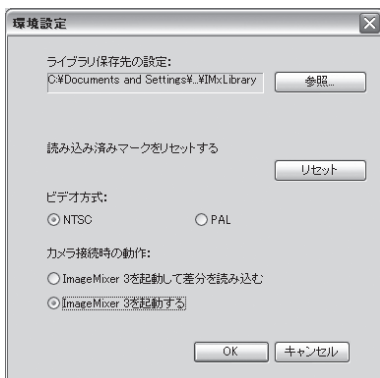 環境設定
ライブラリ保存先の設定:
C:¥Documents and Settings¥...¥IMxLibrary
参照...
読み込み済みマークをリセットする
リセット
ビデオ方式:
NTSC PAL
カメラ接続時の動作:
ImageMixer 3を起動して差分を読み込む
ImageMixer 3を起動する
OK キャンセル